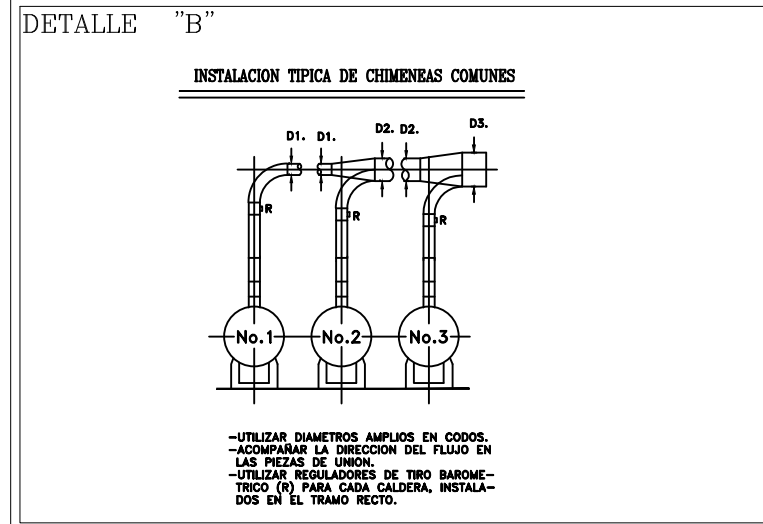 DETALLE "B"
INSTALACION TIPICA DE CHIMENEAS COMUNES
D1. D1. D2. D2. D3.
R R R
No.1 No.2 No.3
-UTILIZAR DIAMETROS AMPLIOS EN CODOS.
-ACOMPAÑAR LA DIRECCION DEL FLUJO EN
LAS PIEZAS DE UNION.
-UTILIZAR REGULADORES DE TIRO BAROME-
TRICO (R) PARA CADA CALDERA, INSTALA-
DOS EN EL TRAMO RECTO.